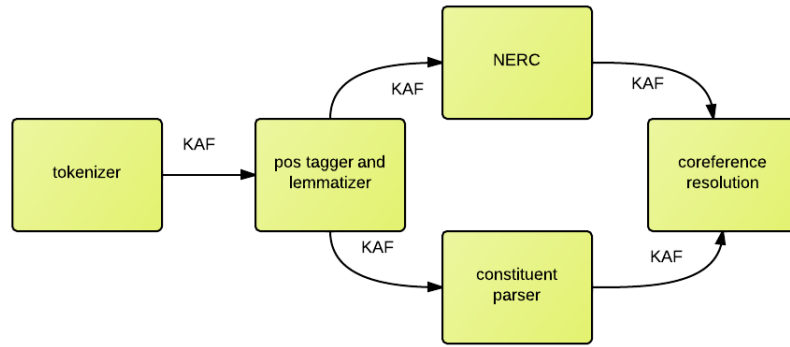 NERC
KAF
KAF
KAF
tokenizer
pos tagger and
lemmatizer
coreference
resolution
KAF
KAF
constituent
parser